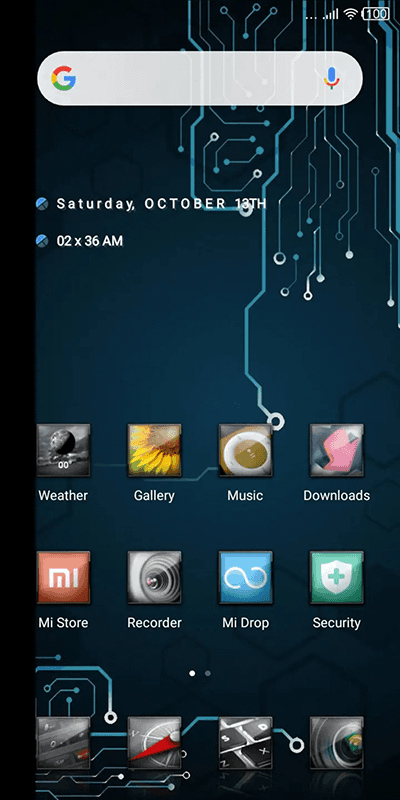 100
Saturday, OCTOBER 13TH
02 x 36 AM
00°
Weather Gallery Music Downloads
mi
Mi Store Recorder Mi Drop Security